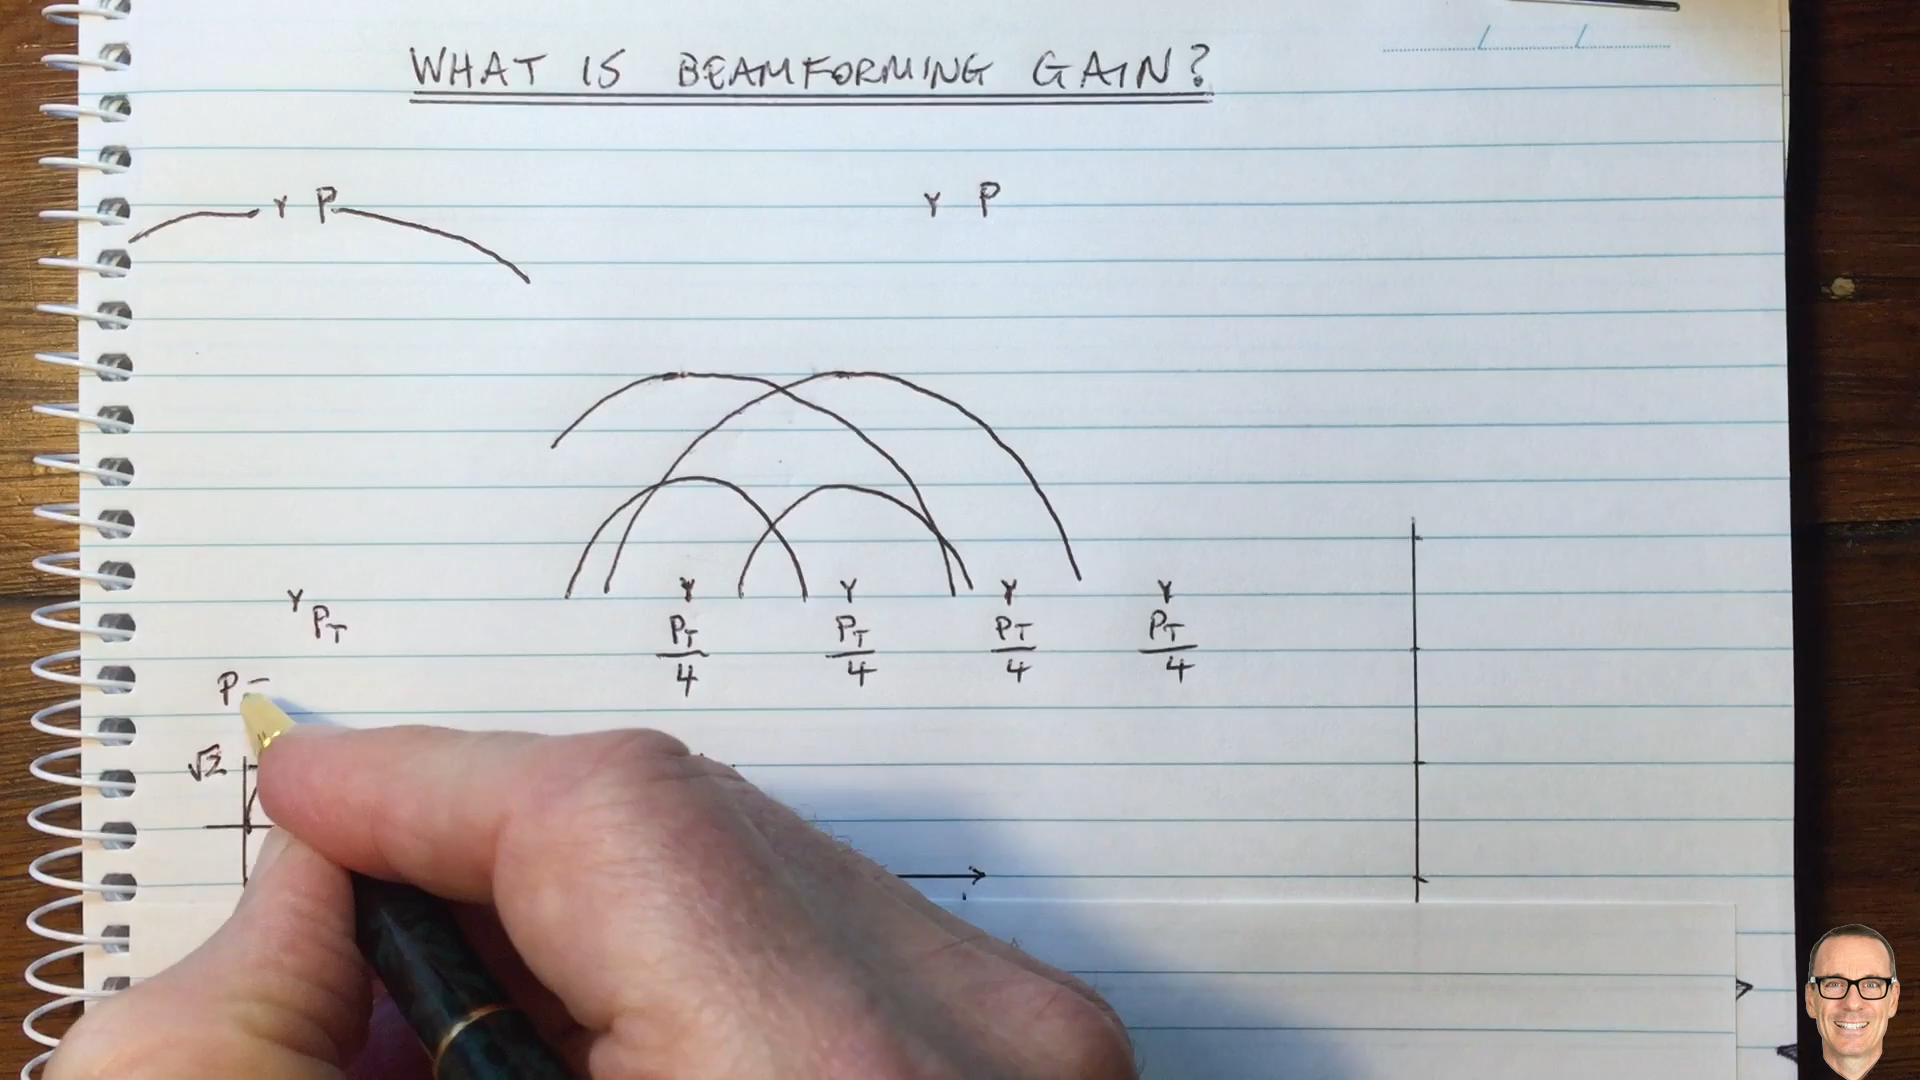 WHAT IS BEAMFORMING GAIN?
Y P
Y P
Y P_T
Y Y Y Y
P_T/4 P_T/4 P_T/4 P_T/4
P
√2